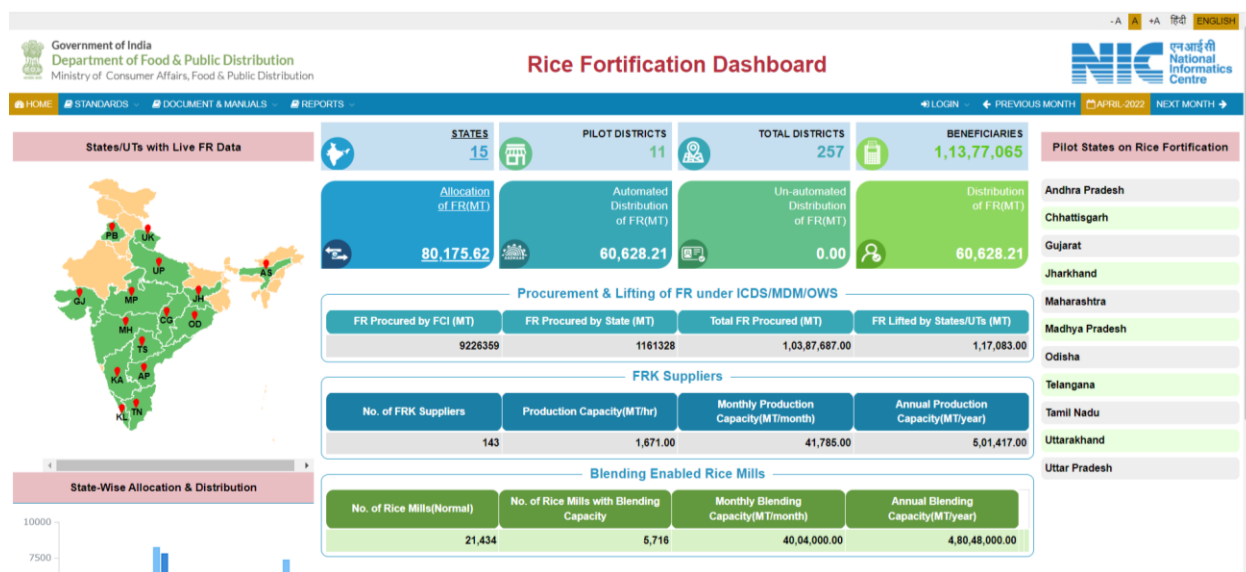 - A A +A हिंदी ENGLISH
Government of India
Department of Food & Public Distribution
Ministry of Consumer Affairs, Food & Public Distribution
Rice Fortification Dashboard
NIC
एन आई सी
National
Informatics
Centre
HOME STANDARDS DOCUMENT & MANUALS REPORTS LOGIN PREVIOUS MONTH APRIL-2022 NEXT MONTH
States/UTs with Live FR Data
PB
UK
UP
AS
GJ
MP
JH
MH
CG
OD
TS
KA
AP
KL
TN
State-Wise Allocation & Distribution
10000
7500
STATES
15
PILOT DISTRICTS
11
TOTAL DISTRICTS
257
BENEFICIARIES
1,13,77,065
Allocation
of FR(MT)
80,175.62
Automated
Distribution
of FR(MT)
60,628.21
Un-automated
Distribution
of FR(MT)
0.00
Distribution
of FR(MT)
60,628.21
Procurement & Lifting of FR under ICDS/MDM/OWS
FR Procured by FCI (MT) FR Procured by State (MT) Total FR Procured (MT) FR Lifted by States/UTs (MT)
9226359 1161328 1,03,87,687.00 1,17,083.00
FRK Suppliers
No. of FRK Suppliers
Production Capacity(MT/hr)
Monthly Production
Capacity(MT/month)
Annual Production
Capacity(MT/year)
143 1,671.00 41,785.00 5,01,417.00
Blending Enabled Rice Mills
No. of Rice Mills(Normal)
No. of Rice Mills with Blending
Capacity
Monthly Blending
Capacity(MT/month)
Annual Blending
Capacity(MT/year)
21,434 5,716 40,04,000.00 4,80,48,000.00
Pilot States on Rice Fortification
Andhra Pradesh
Chhattisgarh
Gujarat
Jharkhand
Maharashtra
Madhya Pradesh
Odisha
Telangana
Tamil Nadu
Uttarakhand
Uttar Pradesh